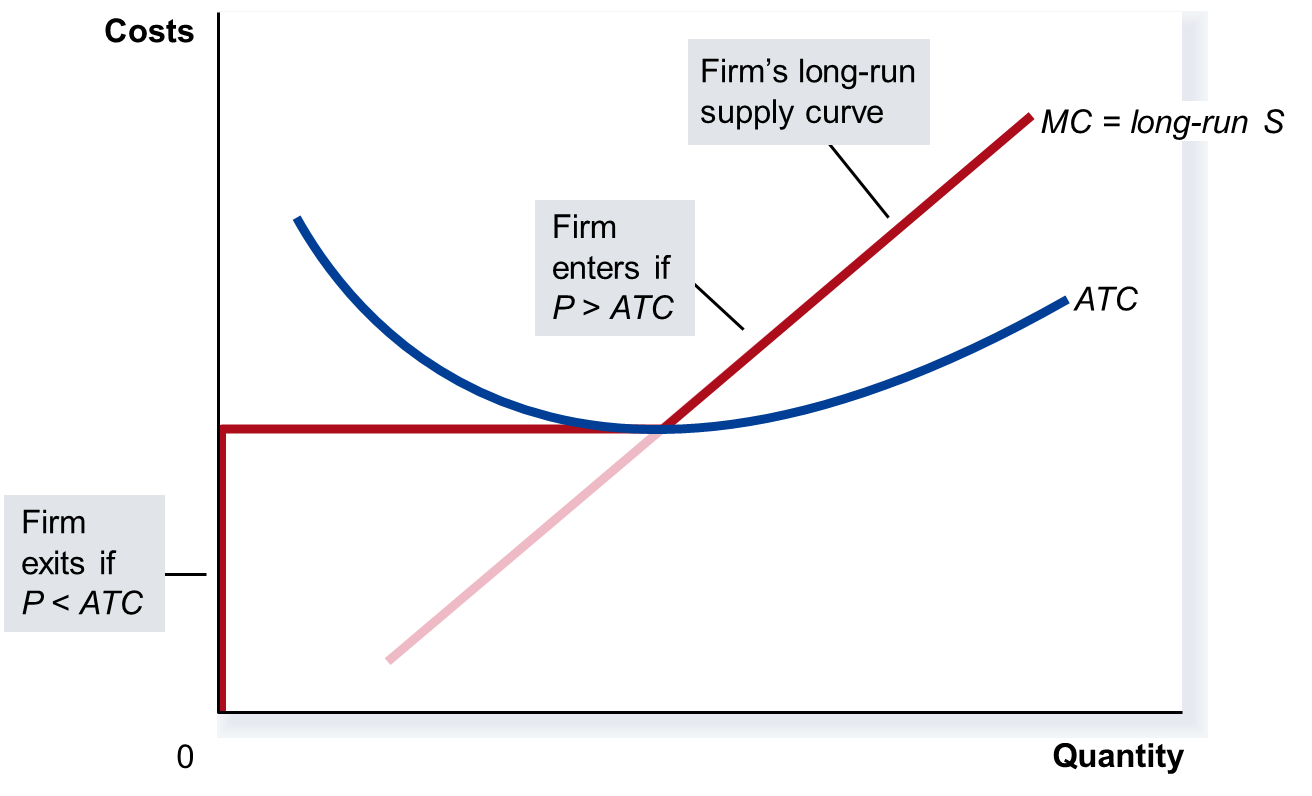 Costs
Firm’s long-run
supply curve
MC = long-run S
Firm
enters if
P > ATC
ATC
Firm
exits if
P < ATC
0
Quantity